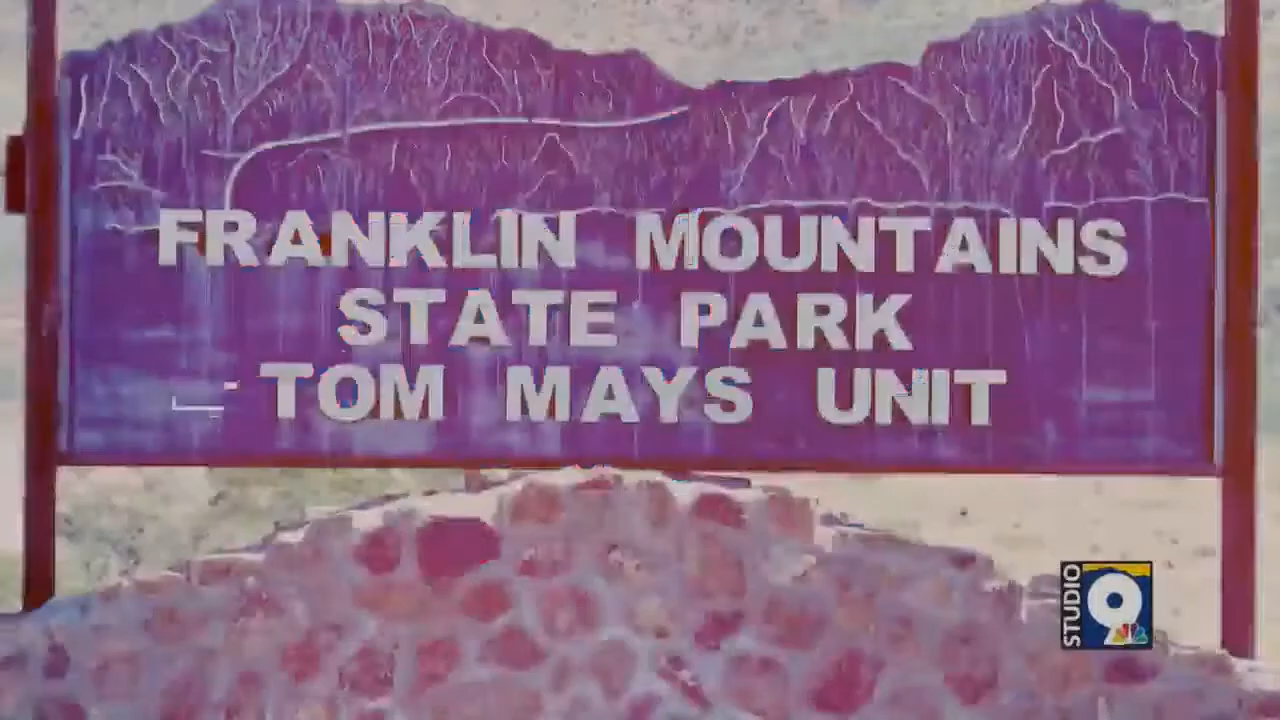 FRANKLIN MOUNTAINS
STATE PARK
TOM MAYS UNIT
STUDIO
9